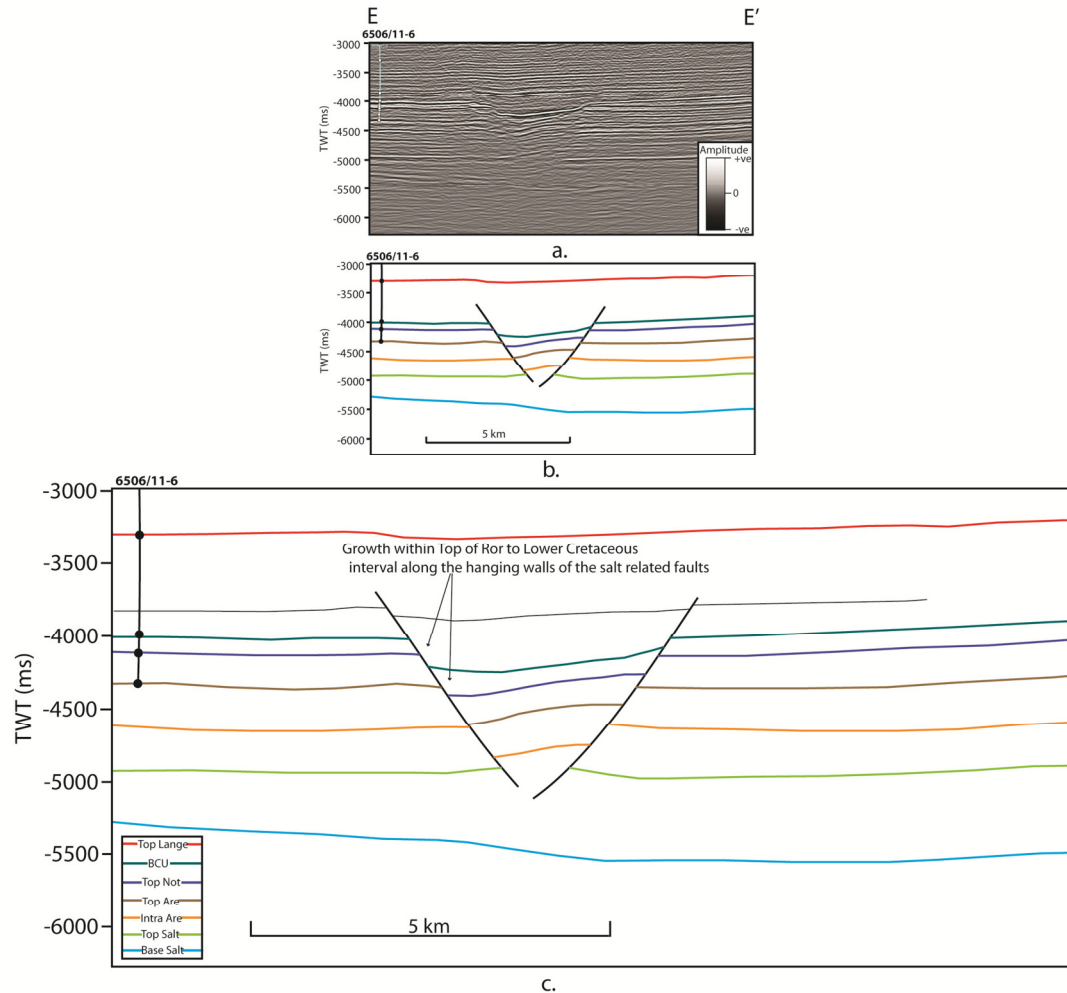 E E'
6506/11-6
-3000
-3500
-4000
-4500
-5000
-5500
-6000
TWT (ms)
Amplitude
+ve
0
-ve
a.
6506/11-6
-3000
-3500
-4000
-4500
-5000
-5500
-6000
TWT (ms)
5 km
b.
6506/11-6
-3000
-3500
-4000
-4500
-5000
-5500
-6000
TWT (ms)
Growth within Top of Ror to Lower Cretaceous
interval along the hanging walls of the salt related faults
Top Lange
BCU
Top Not
Top Are
Intra Are
Top Salt
Base Salt
5 km
c.